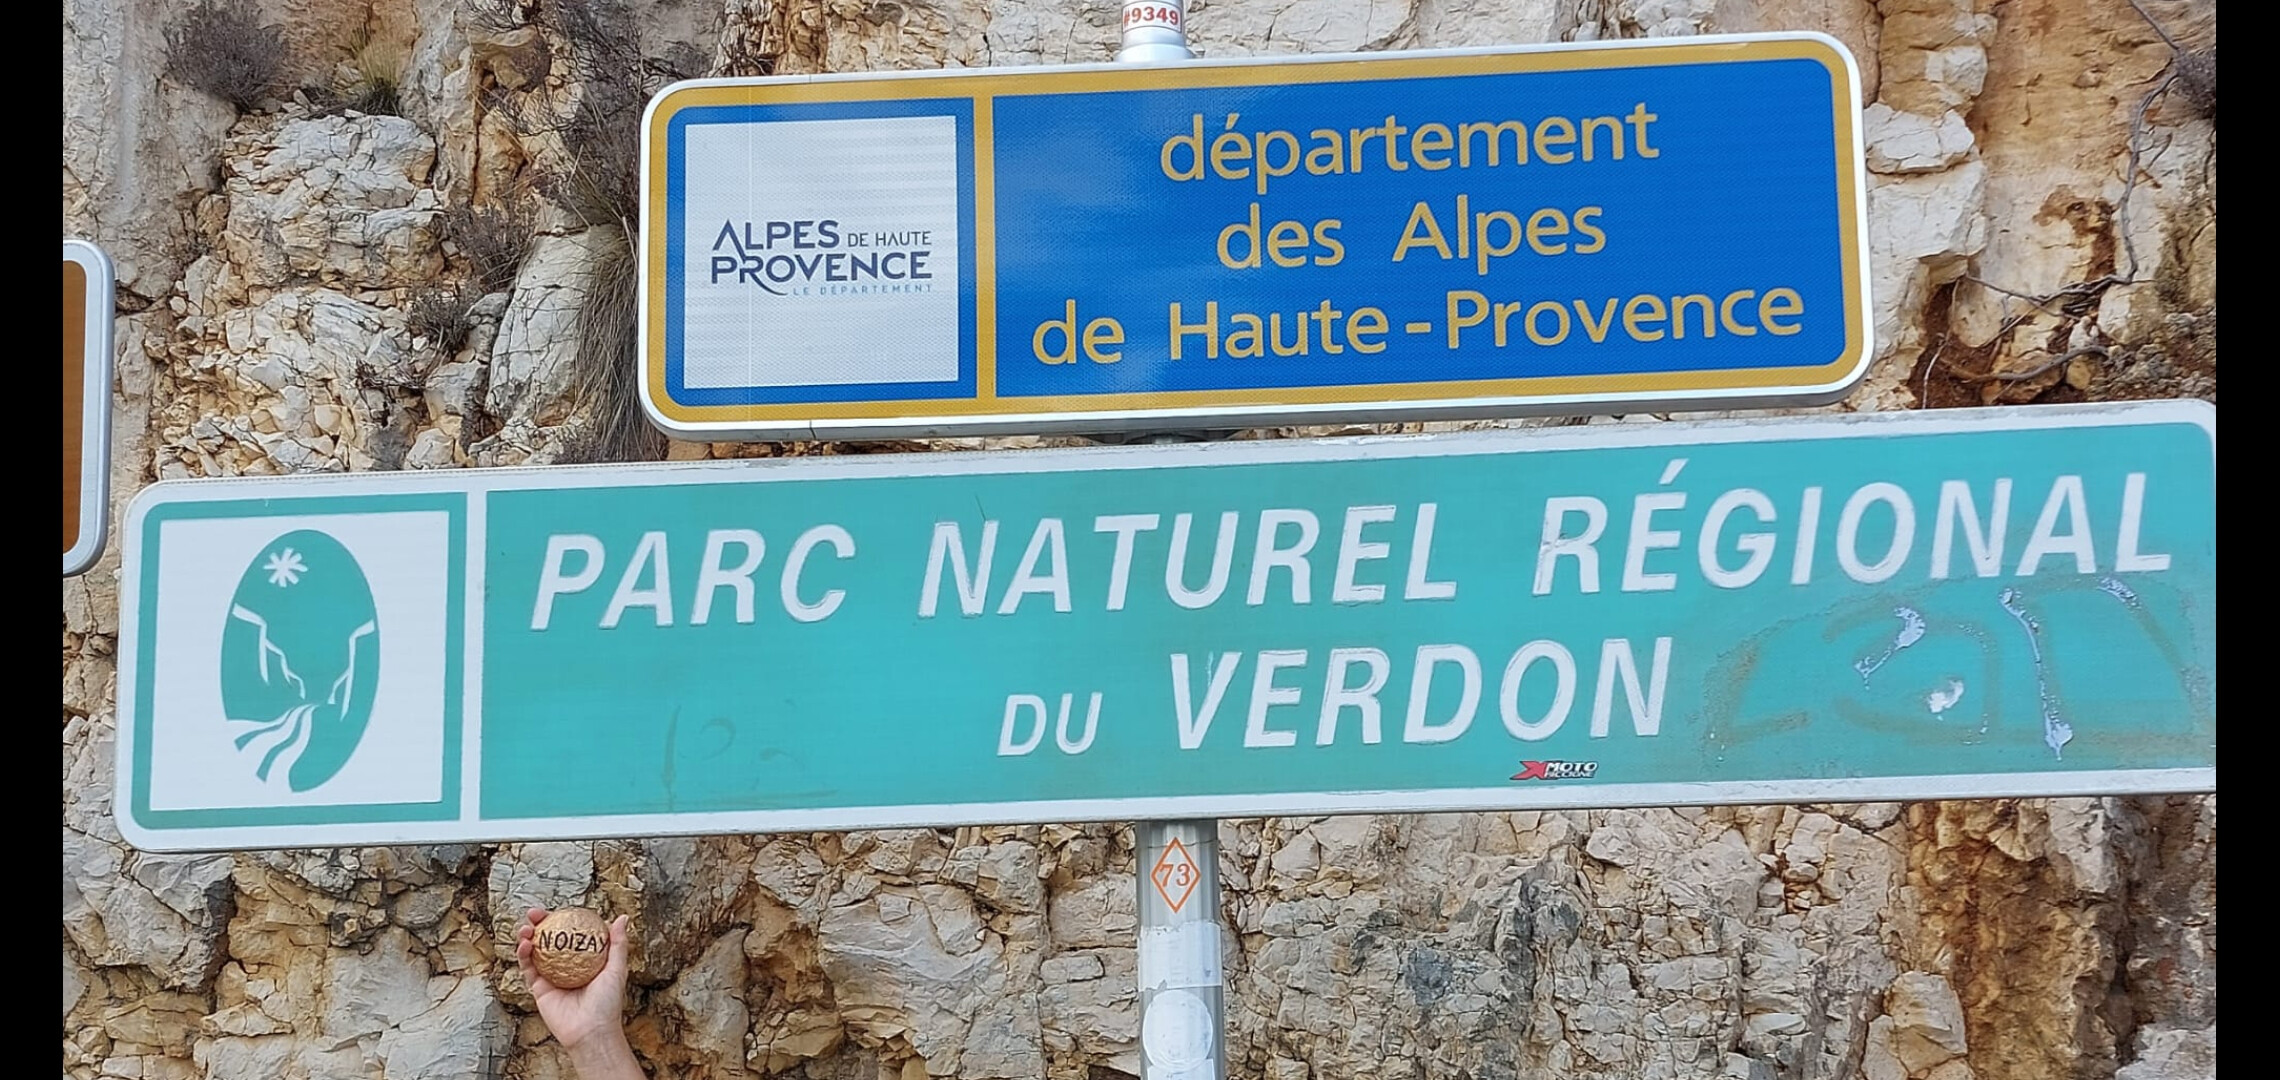 #9349
ALPES DE HAUTE
PROVENCE
LE DÉPARTEMENT
département
des Alpes
de Haute-Provence
PARC NATUREL RÉGIONAL
DU VERDON
MOTO
RICCIONE
73
NOIZAY